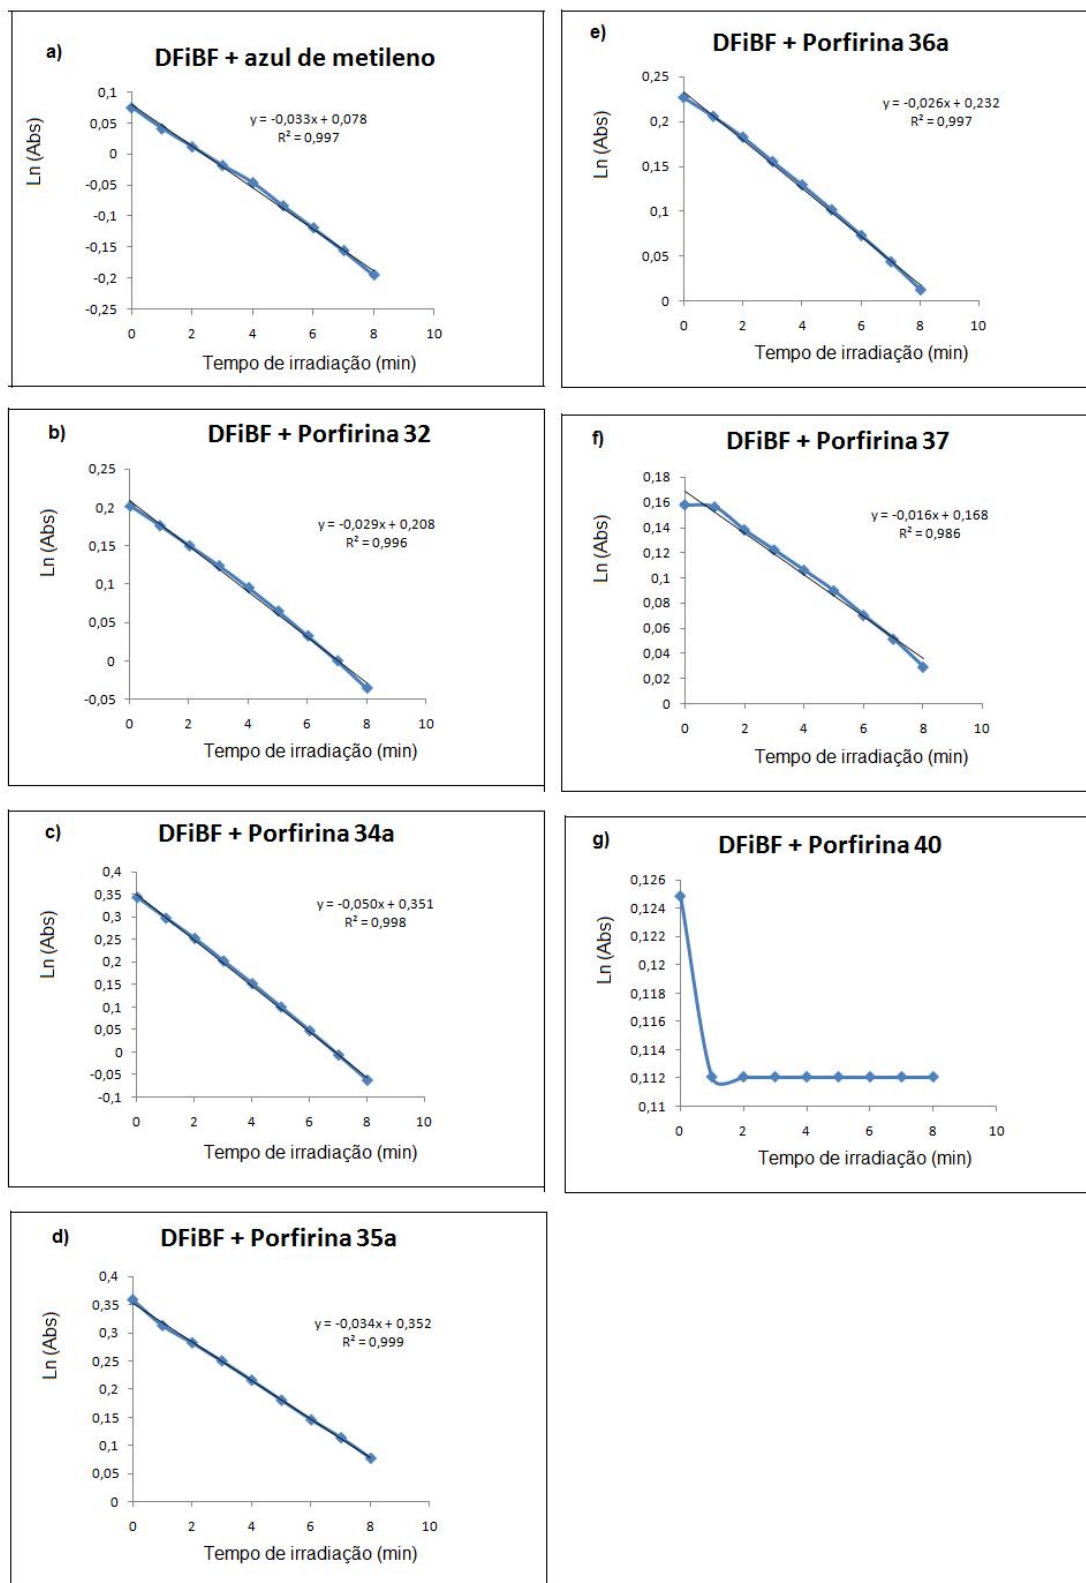 a)
DFiBF + azul de metileno
y = -0,033x + 0,078
R² = 0,997
Ln (Abs)
0,1
0,05
0
-0,05
-0,1
-0,15
-0,2
-0,25
0 2 4 6 8 10
Tempo de irradiação (min)
b)
DFiBF + Porfirina 32
y = -0,029x + 0,208
R² = 0,996
Ln (Abs)
0,25
0,2
0,15
0,1
0,05
0
-0,05
0 2 4 6 8 10
Tempo de irradiação (min)
c)
DFiBF + Porfirina 34a
y = -0,050x + 0,351
R² = 0,998
Ln (Abs)
0,4
0,35
0,3
0,25
0,2
0,15
0,1
0,05
0
-0,05
-0,1
0 2 4 6 8 10
Tempo de irradiação (min)
d)
DFiBF + Porfirina 35a
y = -0,034x + 0,352
R² = 0,999
Ln (Abs)
0,4
0,35
0,3
0,25
0,2
0,15
0,1
0,05
0
0 2 4 6 8 10
Tempo de irradiação (min)
e)
DFiBF + Porfirina 36a
y = -0,026x + 0,232
R² = 0,997
Ln (Abs)
0,25
0,2
0,15
0,1
0,05
0
0 2 4 6 8 10
Tempo de irradiação (min)
f)
DFiBF + Porfirina 37
y = -0,016x + 0,168
R² = 0,986
Ln (Abs)
0,18
0,16
0,14
0,12
0,1
0,08
0,06
0,04
0,02
0
0 2 4 6 8 10
Tempo de irradiação (min)
g)
DFiBF + Porfirina 40
Ln (Abs)
0,126
0,124
0,122
0,12
0,118
0,116
0,114
0,112
0,11
0 2 4 6 8 10
Tempo de irradiação (min)